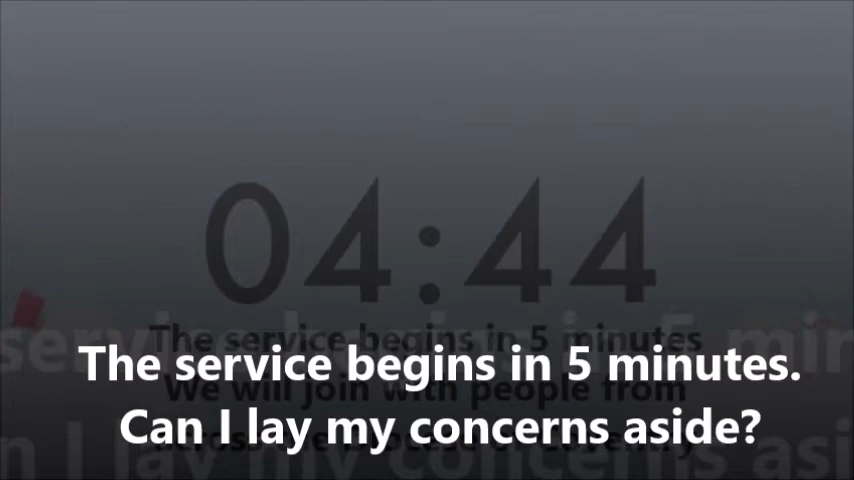 04:44
The service begins in 5 minutes
We will join with people from
The service begins in 5 minutes.
Can I lay my concerns aside?